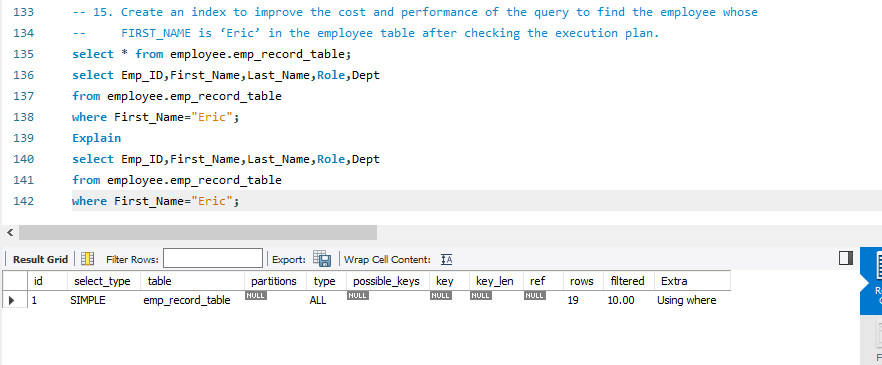 133 -- 15. Create an index to improve the cost and performance of the query to find the employee whose
134 -- FIRST_NAME is ‘Eric’ in the employee table after checking the execution plan.
135 select * from employee.emp_record_table;
136 select Emp_ID,First_Name,Last_Name,Role,Dept
137 from employee.emp_record_table
138 where First_Name="Eric";
139 Explain
140 select Emp_ID,First_Name,Last_Name,Role,Dept
141 from employee.emp_record_table
142 where First_Name="Eric";
Result Grid Filter Rows: Export: Wrap Cell Content: IA
id select_type table partitions type possible_keys key key_len ref rows filtered Extra
1 SIMPLE emp_record_table NULL ALL NULL NULL NULL NULL 19 10.00 Using where